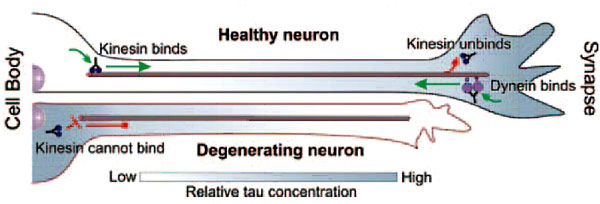 Healthy neuron
Kinesin binds
Kinesin unbinds
Cell Body
Synapse
Dynein binds
Kinesin cannot bind
Degenerating neuron
Low
High
Relative tau concentration